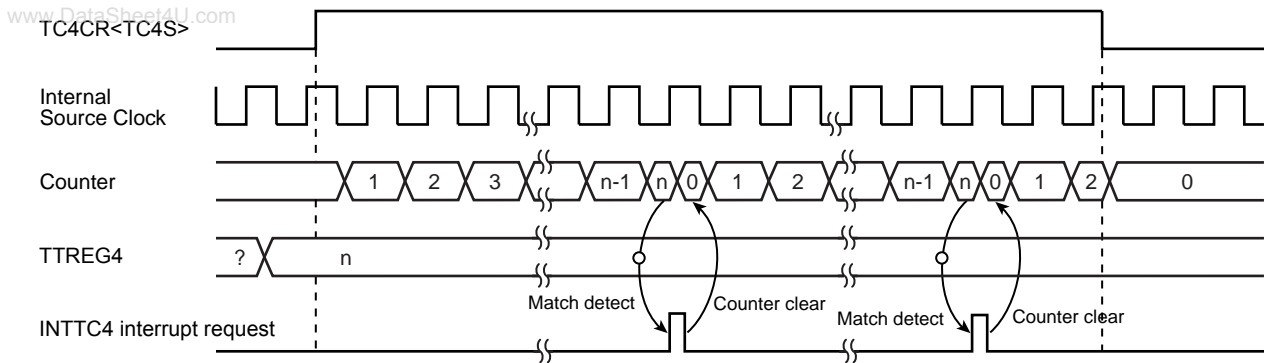 www.DataSheet4U.com
TC4CR<TC4S>
Internal
Source Clock
Counter
1 2 3 n-1 n 0 1 2 n-1 n 0 1 2 0
TTREG4
? n
Match detect Counter clear Match detect Counter clear
INTTC4 interrupt request